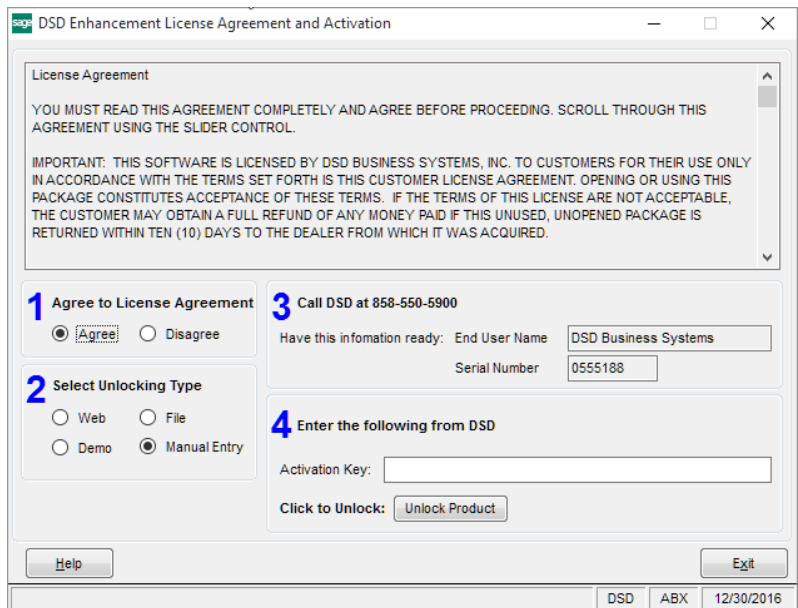 sage DSD Enhancement License Agreement and Activation
License Agreement
YOU MUST READ THIS AGREEMENT COMPLETELY AND AGREE BEFORE PROCEEDING. SCROLL THROUGH THIS
AGREEMENT USING THE SLIDER CONTROL.
IMPORTANT: THIS SOFTWARE IS LICENSED BY DSD BUSINESS SYSTEMS, INC. TO CUSTOMERS FOR THEIR USE ONLY
IN ACCORDANCE WITH THE TERMS SET FORTH IS THIS CUSTOMER LICENSE AGREEMENT. OPENING OR USING THIS
PACKAGE CONSTITUTES ACCEPTANCE OF THESE TERMS. IF THE TERMS OF THIS LICENSE ARE NOT ACCEPTABLE,
THE CUSTOMER MAY OBTAIN A FULL REFUND OF ANY MONEY PAID IF THIS UNUSED, UNOPENED PACKAGE IS
RETURNED WITHIN TEN (10) DAYS TO THE DEALER FROM WHICH IT WAS ACQUIRED.
1 Agree to License Agreement
Agree Disagree
2 Select Unlocking Type
Web File
Demo Manual Entry
3 Call DSD at 858-550-5900
Have this infomation ready: End User Name DSD Business Systems
Serial Number 0555188
4 Enter the following from DSD
Activation Key:
Click to Unlock: Unlock Product
Help Exit
DSD ABX 12/30/2016